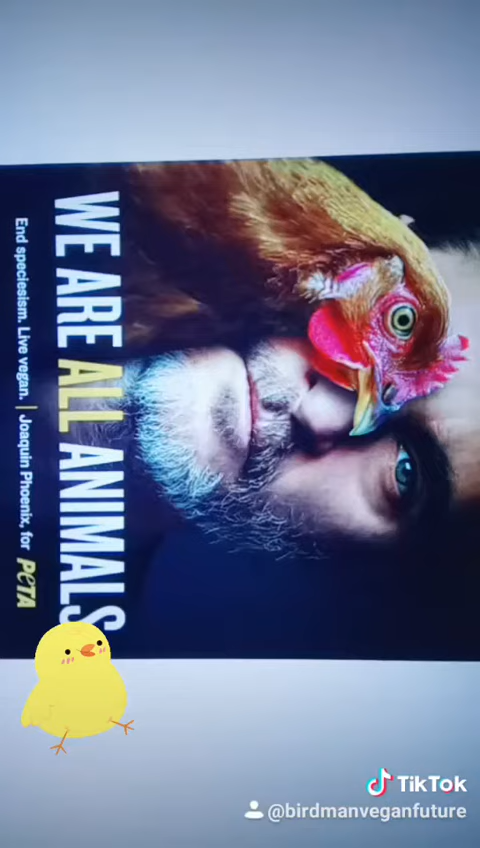 WE ARE ALL ANIMALS
End speciesism. Live vegan. | Joaquin Phoenix, for PETA
TikTok
@birdmanveganfuture